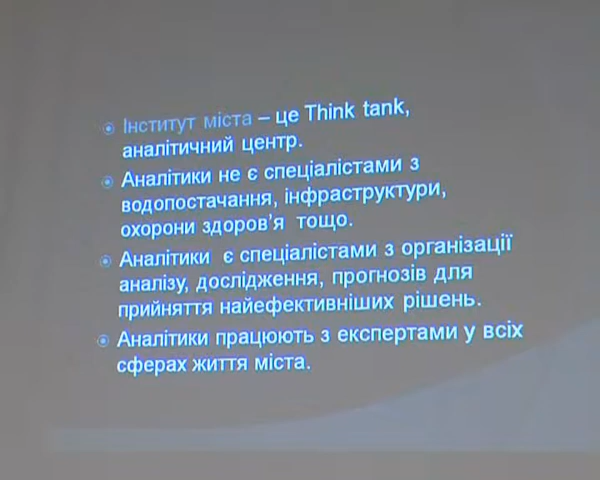 Інститут міста – це Think tank,
аналітичний центр.
Аналітики не є спеціалістами з
водопостачання, інфраструктури,
охорони здоров'я тощо.
Аналітики є спеціалістами з організації
аналізу, дослідження, прогнозів для
прийняття найефективніших рішень.
Аналітики працюють з експертами у всіх
сферах життя міста.